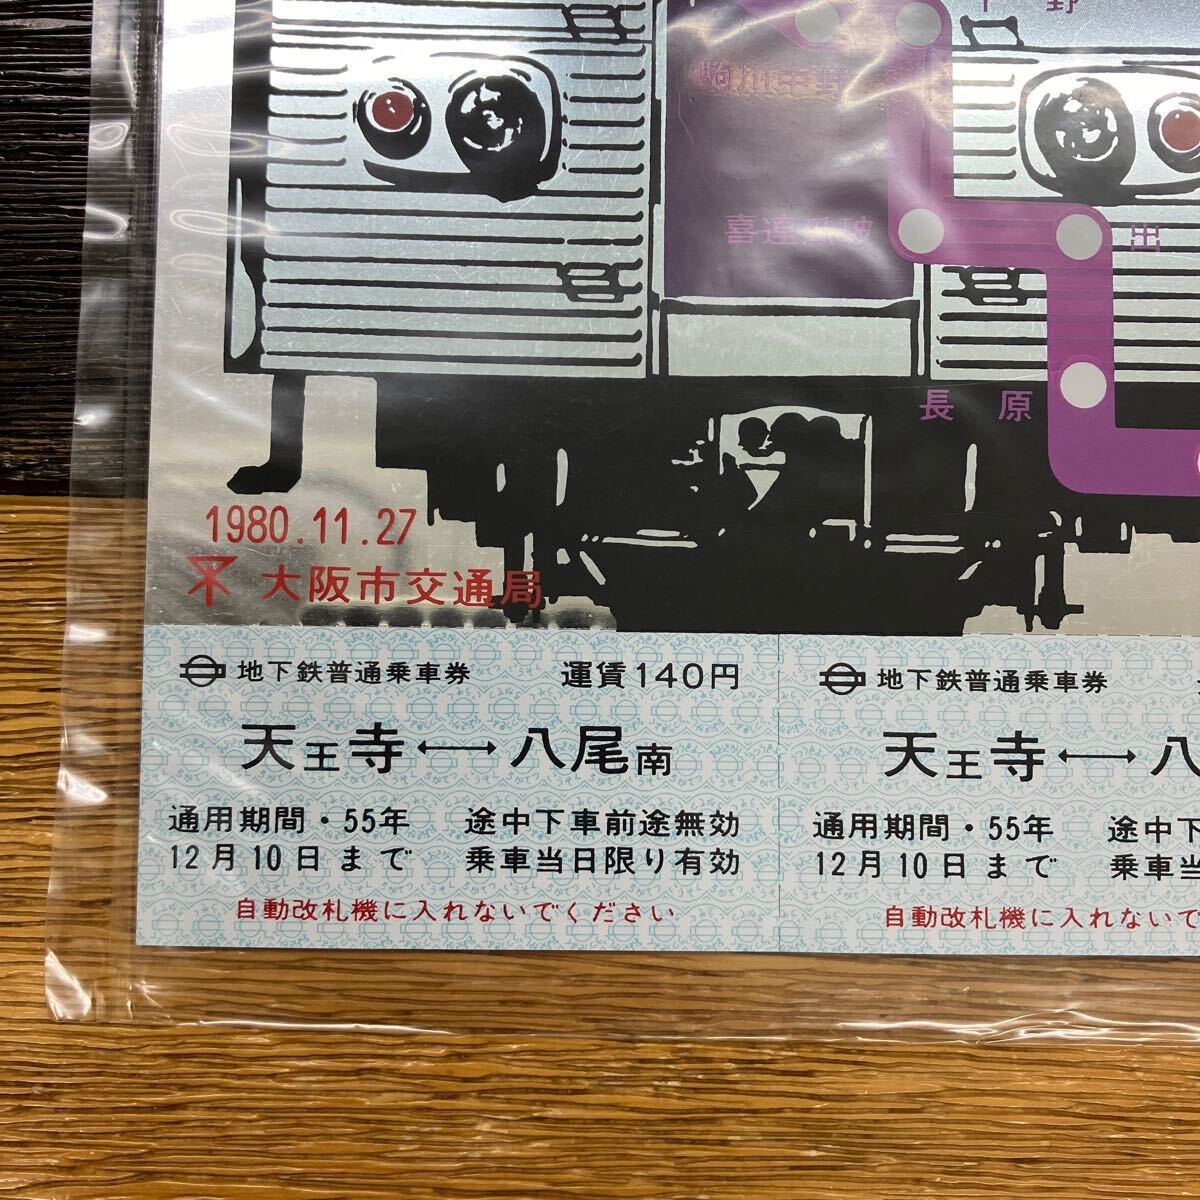 平野
駒川中野
喜連瓜破
出
長原
1980.11.27
大阪市交通局
地下鉄普通乗車券 運賃140円
天王寺↔八尾南
通用期間・55年 途中下車前途無効
12月10日まで 乗車当日限り有効
自動改札機に入れないでください
地下鉄普通乗車券
天王寺↔八
通用期間・55年 途中下
12月10日まで 乗車当
自動改札機に入れないで